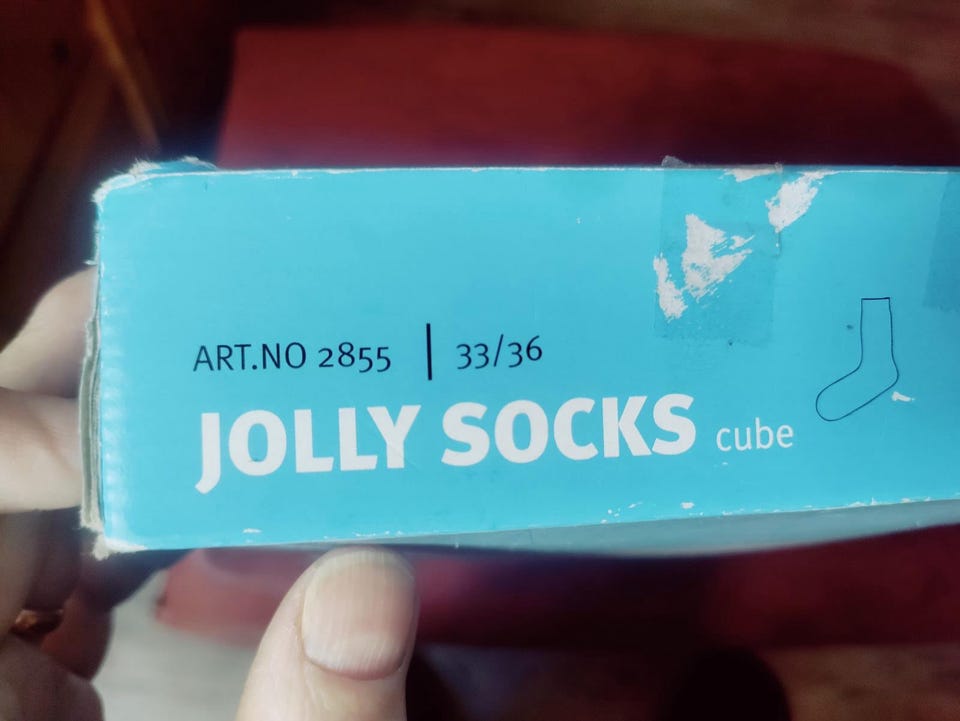 ART.NO 2855 | 33/36
JOLLY SOCKS cube